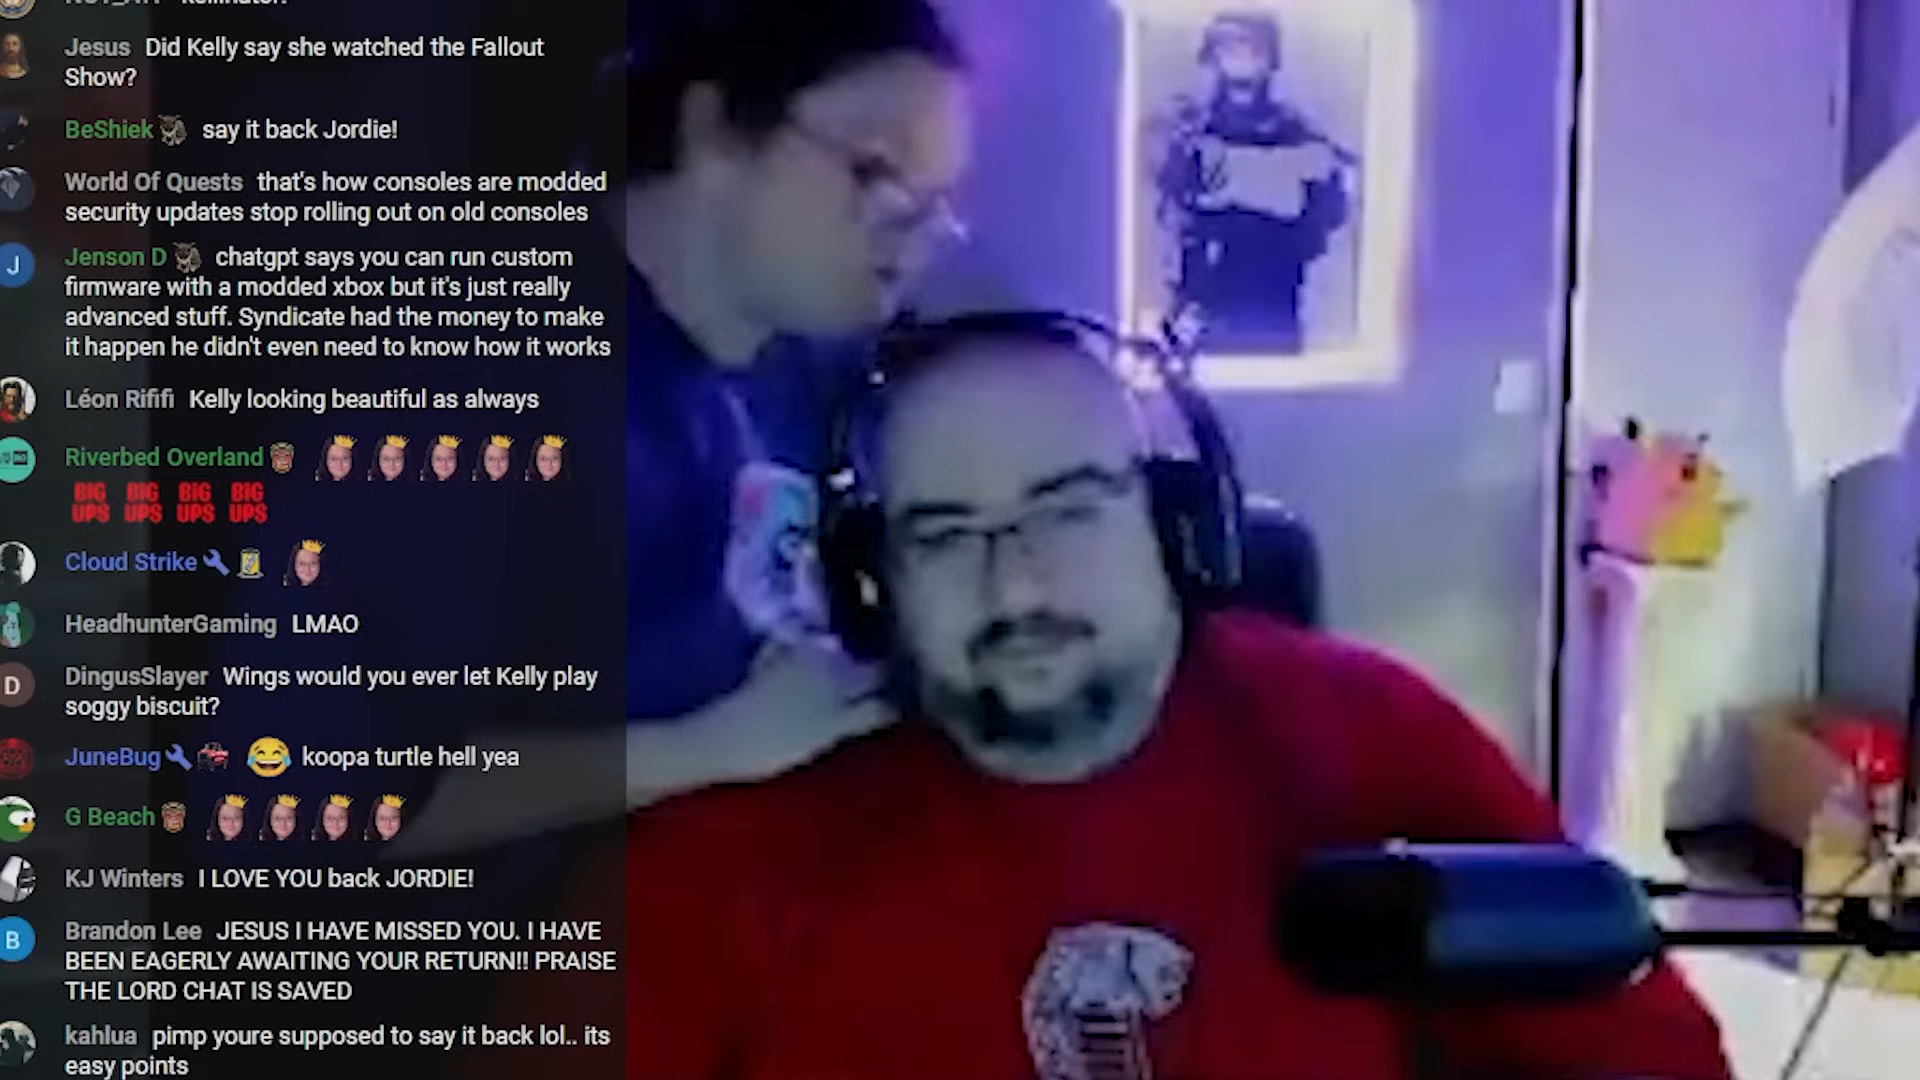 Jesus Did Kelly say she watched the Fallout
Show?
BeShiek say it back Jordie!
World Of Quests that's how consoles are modded
security updates stop rolling out on old consoles
J
Jenson D chatgpt says you can run custom
firmware with a modded xbox but it's just really
advanced stuff. Syndicate had the money to make
it happen he didn't even need to know how it works
Léon Rififi Kelly looking beautiful as always
Riverbed Overland
BIG BIG BIG BIG
UPS UPS UPS UPS
Cloud Strike
HeadhunterGaming LMAO
D
DingusSlayer Wings would you ever let Kelly play
soggy biscuit?
JuneBug 😂 koopa turtle hell yea
G Beach
KJ Winters I LOVE YOU back JORDIE!
B
Brandon Lee JESUS I HAVE MISSED YOU. I HAVE
BEEN EAGERLY AWAITING YOUR RETURN!! PRAISE
THE LORD CHAT IS SAVED
kahlua pimp youre supposed to say it back lol.. its
easy points